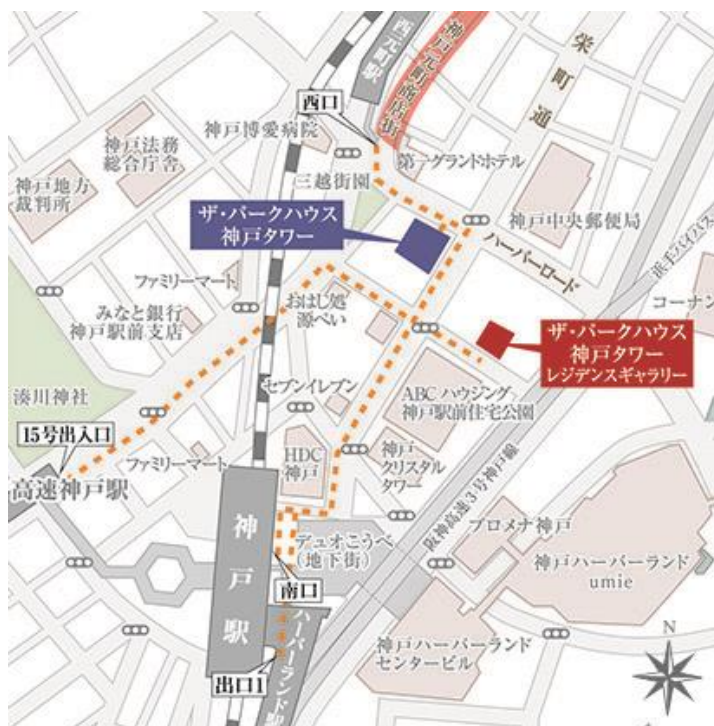 西元町駅
神戸元町商店街
栄町通
西口
神戸博愛病院
神戸法務
総合庁舎
第一グランドホテル
三越街園
神戸地方
裁判所
ザ・パークハウス
神戸タワー
神戸中央郵便局
ハーバーロード
浜手バイパス
ファミリーマート
コーナン
みなと銀行
神戸駅前支店
おはし処
源ぺい
ザ・パークハウス
神戸タワー
レジデンスギャラリー
湊川神社
セブンイレブン
ABCハウジング
神戸駅前住宅公園
15号出入口
高速神戸駅
ファミリーマート
HDC
神戸
神戸
クリスタル
タワー
阪神高速3号神戸線
神戸駅
デュオこうべ
(地下街)
プロメナ神戸
神戸ハーバーランド
umie
南口
ハーバーランド駅
出口1
神戸ハーバーランド
センタービル
N